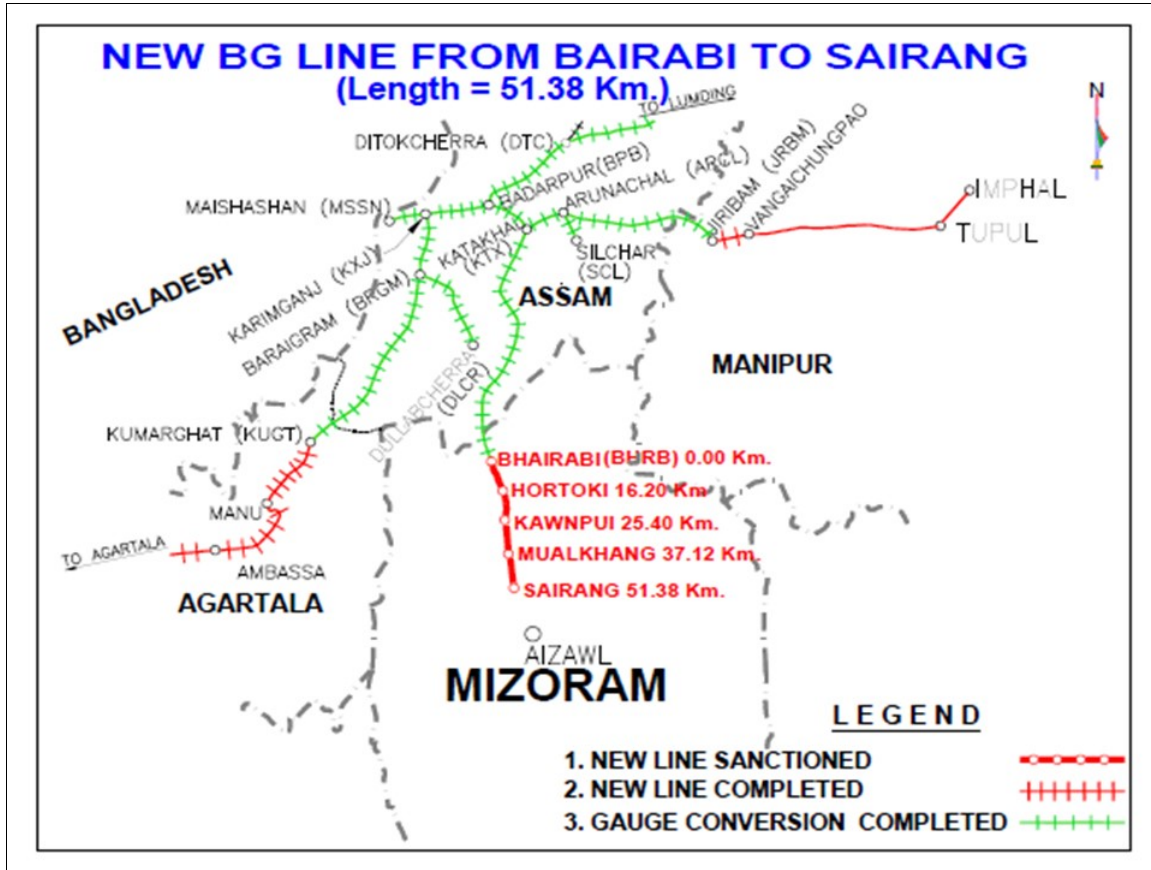 NEW BG LINE FROM BAIRABI TO SAIRANG
(Length = 51.38 Km.)
TO LUMDING
N
DITOKCHERRA (DTC)
BADARPUR(BPB)
ARUNACHAL (ARCL)
JIRIBAM (JRBM)
VANGAICHUNGPAO
IMPHAL
MAISHASHAN (MSSN)
TUPUL
KATAKHAL
(KTX)
SILCHAR
(SCL)
KARIMGANJ (KXJ)
BANGLADESH
ASSAM
BARAIGRAM (BRGM)
MANIPUR
DULLABCHERRA
(DLCR)
KUMARGHAT (KUGT)
BHAIRABI(BHRB) 0.00 Km.
HORTOKI 16.20 Km
MANU
KAWNPUI 25.40 Km.
TO AGARTALA
MUALKHANG 37.12 Km.
AMBASSA
SAIRANG 51.38 Km.
AGARTALA
AIZAWL
MIZORAM
LEGEND
1. NEW LINE SANCTIONED
2. NEW LINE COMPLETED
3. GAUGE CONVERSION COMPLETED